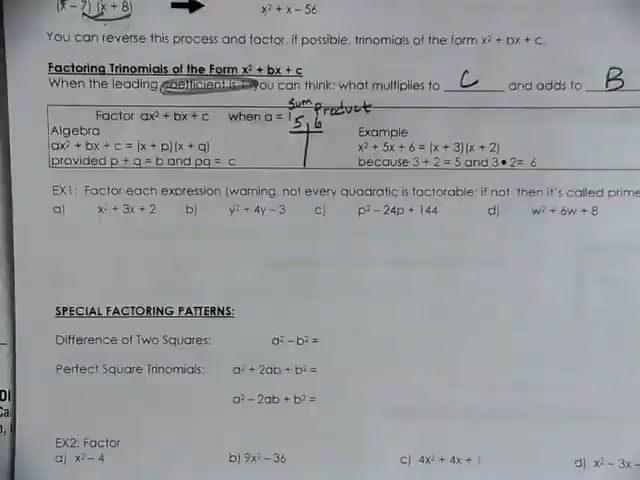 (x − 7)(x + 8) x² + x − 56
You can reverse this process and factor, if possible, trinomials of the form x² + bx + c.
Factoring Trinomials of the Form x² + bx + c
When the leading coefficient is 1 you can think: what multiplies to C and adds to B
Sum Product
Factor ax² + bx + c when a = 1 5 6
Algebra Example
ax² + bx + c = (x + p)(x + q) x² + 5x + 6 = (x + 3)(x + 2)
provided p + q = b and pq = c because 3 + 2 = 5 and 3 • 2 = 6
EX1: Factor each expression (warning, not every quadratic is factorable: if not then it's called prime
a) x² + 3x + 2 b) y² + 4y − 3 c) p² − 24p + 144 d) w² + 6w + 8
SPECIAL FACTORING PATTERNS:
Difference of Two Squares: a² − b² =
Perfect Square Trinomials: a² + 2ab + b² =
a² − 2ab + b² =
EX2: Factor
a) x² − 4 b) 9x² − 36 c) 4x² + 4x + 1 d) x² − 3x −